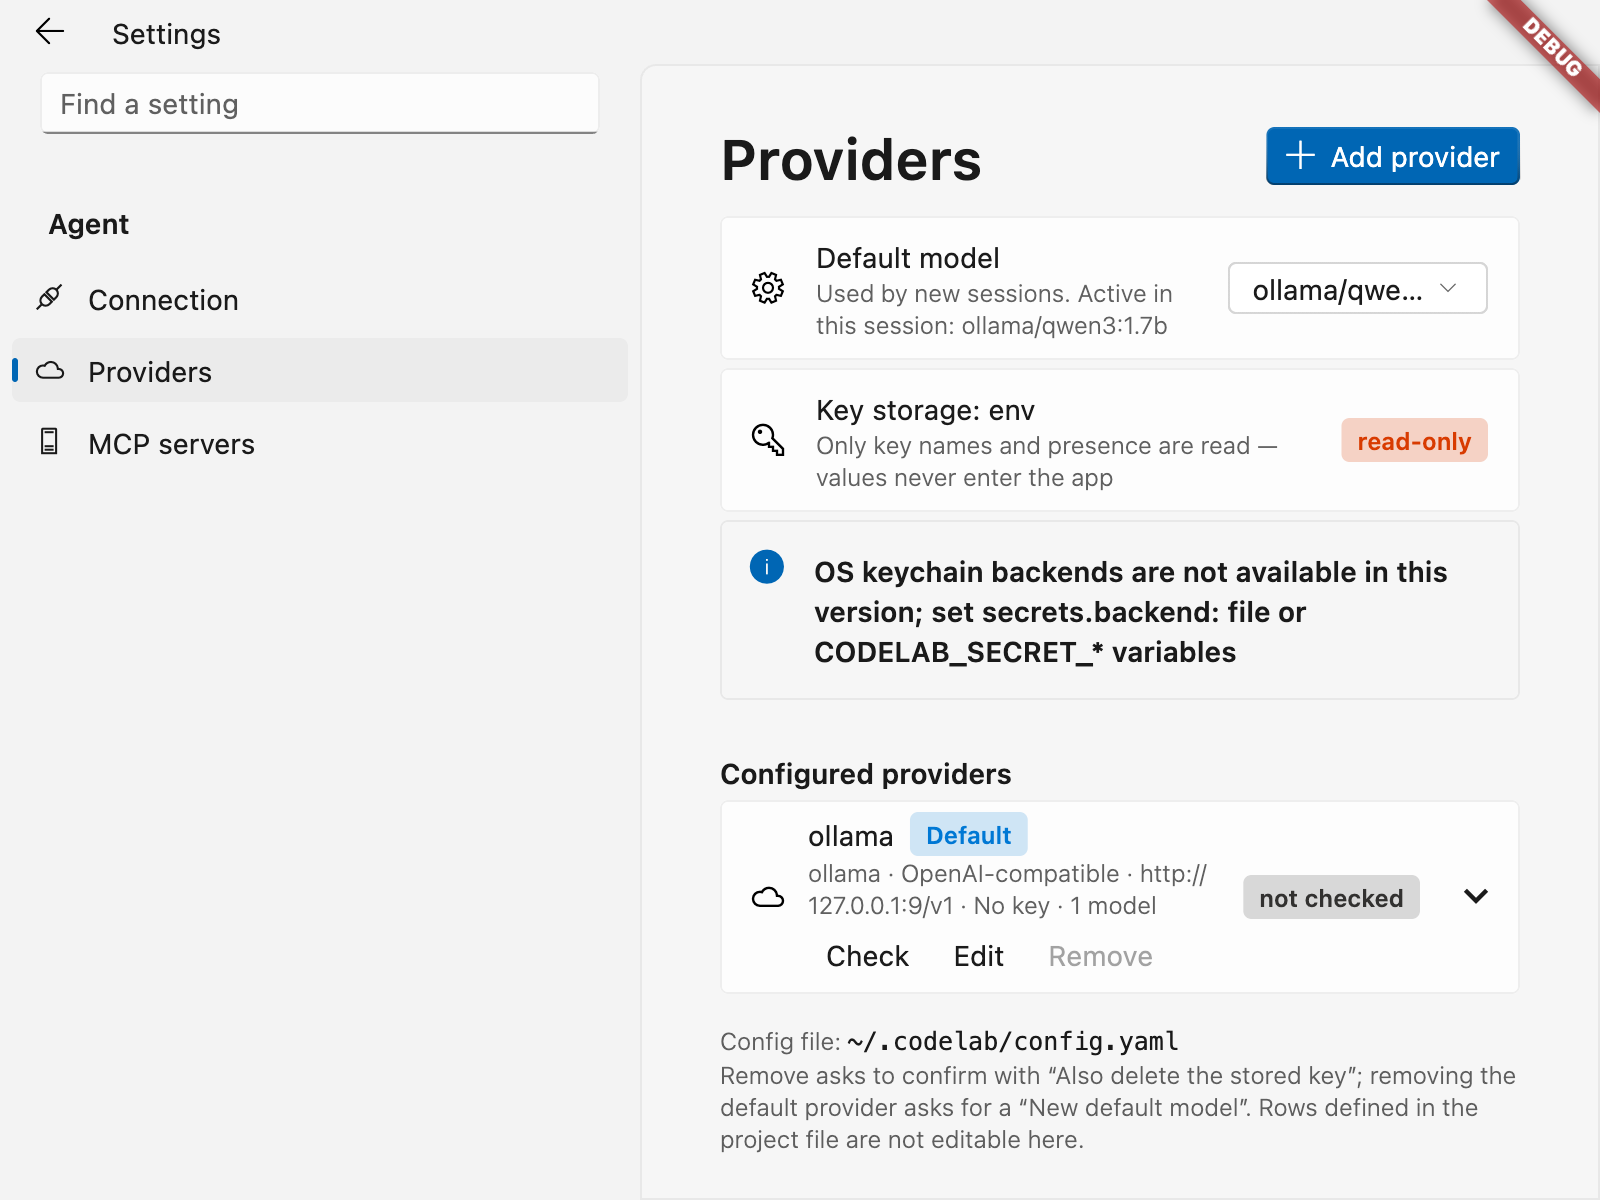 Settings
DEBUG
Find a setting
Agent
Connection
Providers
MCP servers
Providers
Add provider
Default model
Used by new sessions. Active in
this session: ollama/qwen3:1.7b
ollama/qwe...
Key storage: env
Only key names and presence are read —
values never enter the app
read-only
OS keychain backends are not available in this
version; set secrets.backend: file or
CODELAB_SECRET_* variables
Configured providers
ollama Default
ollama · OpenAI-compatible · http://
127.0.0.1:9/v1 · No key · 1 model
not checked
Check Edit Remove
Config file: ~/.codelab/config.yaml
Remove asks to confirm with “Also delete the stored key”; removing the
default provider asks for a “New default model”. Rows defined in the
project file are not editable here.